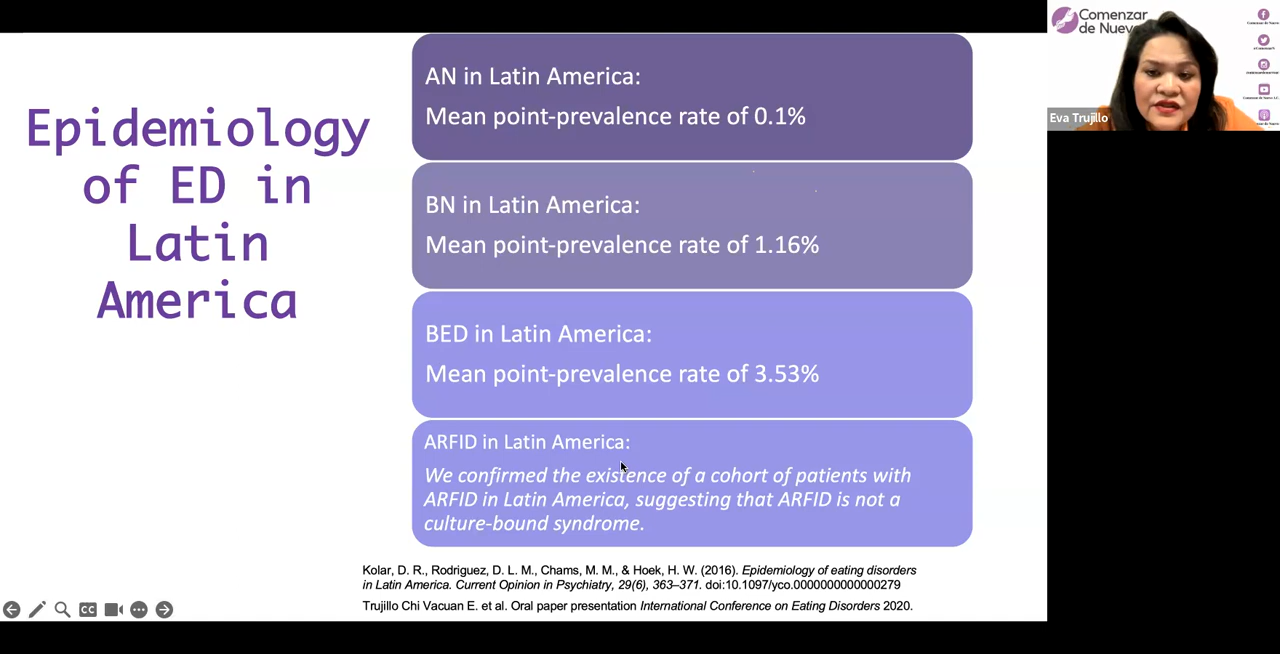 Epidemiology
of ED in
Latin
America
AN in Latin America:
Mean point-prevalence rate of 0.1%
BN in Latin America:
Mean point-prevalence rate of 1.16%
BED in Latin America:
Mean point-prevalence rate of 3.53%
ARFID in Latin America:
We confirmed the existence of a cohort of patients with
ARFID in Latin America, suggesting that ARFID is not a
culture-bound syndrome.
Kolar, D. R., Rodriguez, D. L. M., Chams, M. M., & Hoek, H. W. (2016). Epidemiology of eating disorders
in Latin America. Current Opinion in Psychiatry, 29(6), 363–371. doi:10.1097/yco.0000000000000279
Trujillo Chi Vacuan E. et al. Oral paper presentation International Conference on Eating Disorders 2020.
CC
Comenzar
de Nuevo
Eva Trujillo